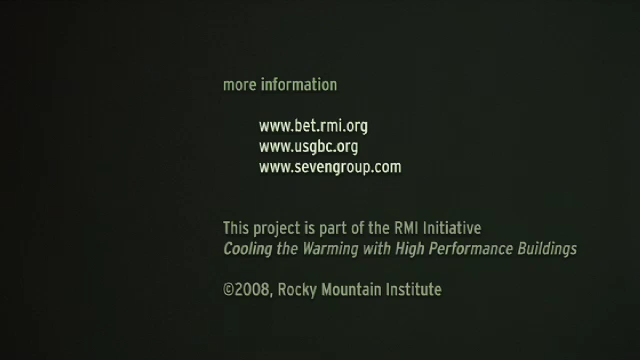 more information
www.bet.rmi.org
www.usgbc.org
www.sevengroup.com
This project is part of the RMI Initiative
Cooling the Warming with High Performance Buildings
©2008, Rocky Mountain Institute